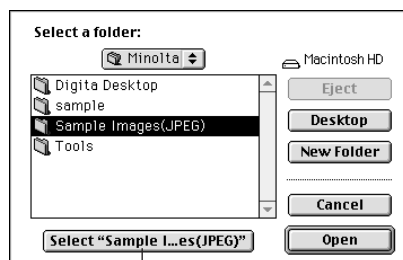 Select a folder:
Minolta
Macintosh HD
Digita Desktop
sample
Sample Images(JPEG)
Tools
Eject
Desktop
New Folder
Cancel
Open
Select “Sample I...es(JPEG)”